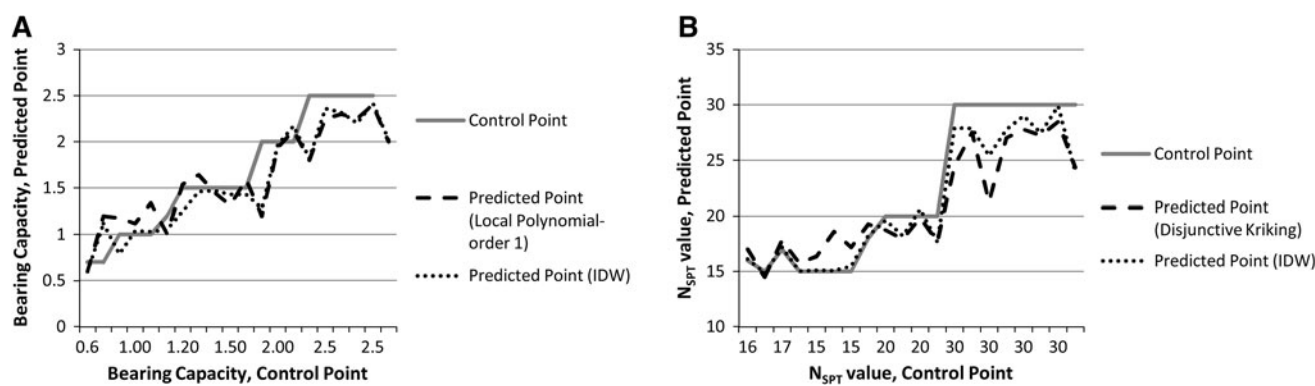 A
Bearing Capacity, Predicted Point
3
2.5
2
1.5
1
0.5
0
0.6 1.00 1.20 1.50 2.00 2.5 2.5
Bearing Capacity, Control Point
Control Point
Predicted Point
(Local Polynomial-
order 1)
Predicted Point (IDW)
B
NSPT value, Predicted Point
35
30
25
20
15
10
16 17 15 15 20 20 30 30 30 30
NSPT value, Control Point
Control Point
Predicted Point
(Disjunctive Kriking)
Predicted Point (IDW)